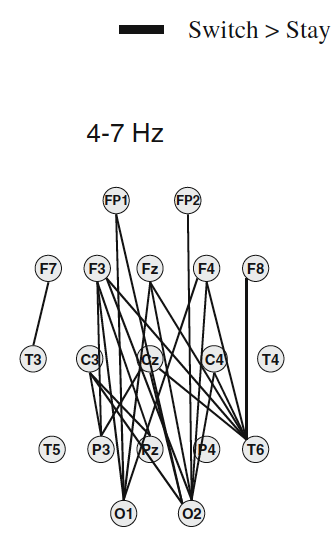 Switch > Stay
4-7 Hz
FP1 FP2
F7 F3 Fz F4 F8
T3 C3 Cz C4 T4
T5 P3 Pz P4 T6
O1 O2